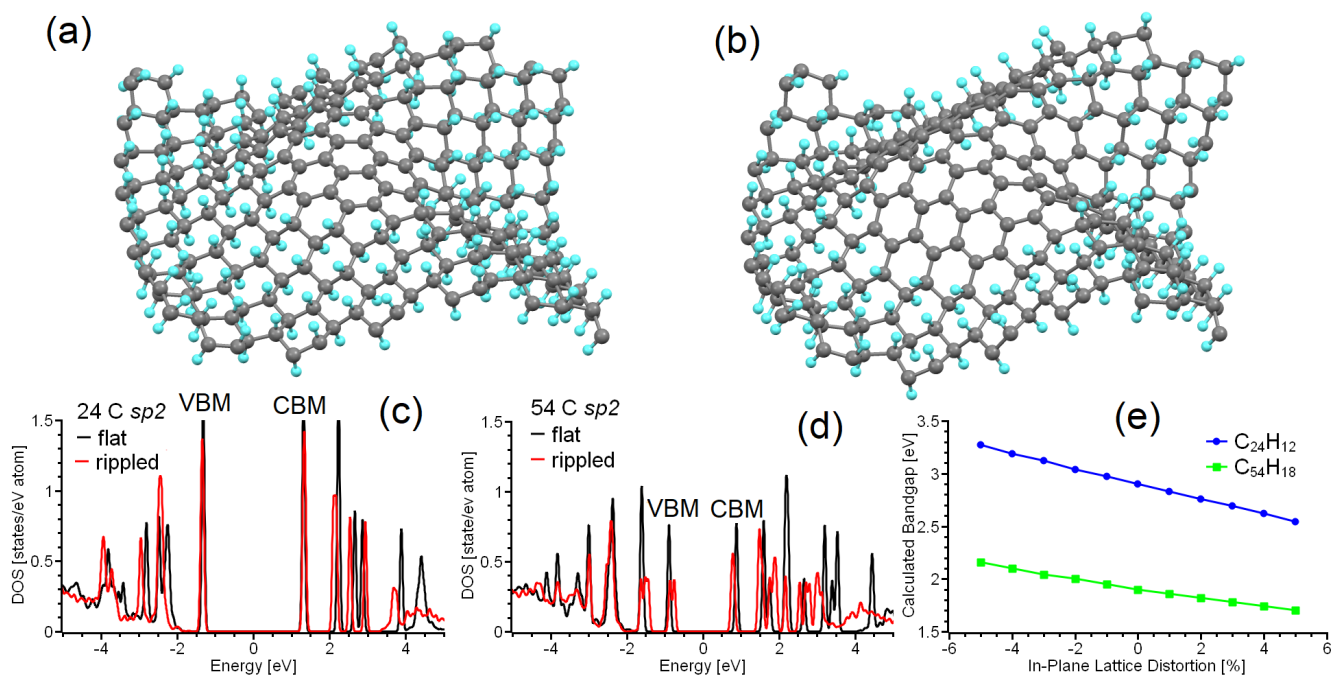 (a)
(b)
(c)
24 C sp2
flat
rippled
VBM
CBM
DOS [states/eV atom]
1.5
1
0.5
0
-4
-2
0
2
4
Energy [eV]
(d)
54 C sp2
flat
rippled
VBM
CBM
DOS [states/eV atom]
1.5
1
0.5
0
-4
-2
0
2
4
Energy [eV]
(e)
C24H12
C54H18
Calculated Bandgap [eV]
3.5
3
2.5
2
1.5
-6
-4
-2
0
2
4
6
In-Plane Lattice Distortion [%]